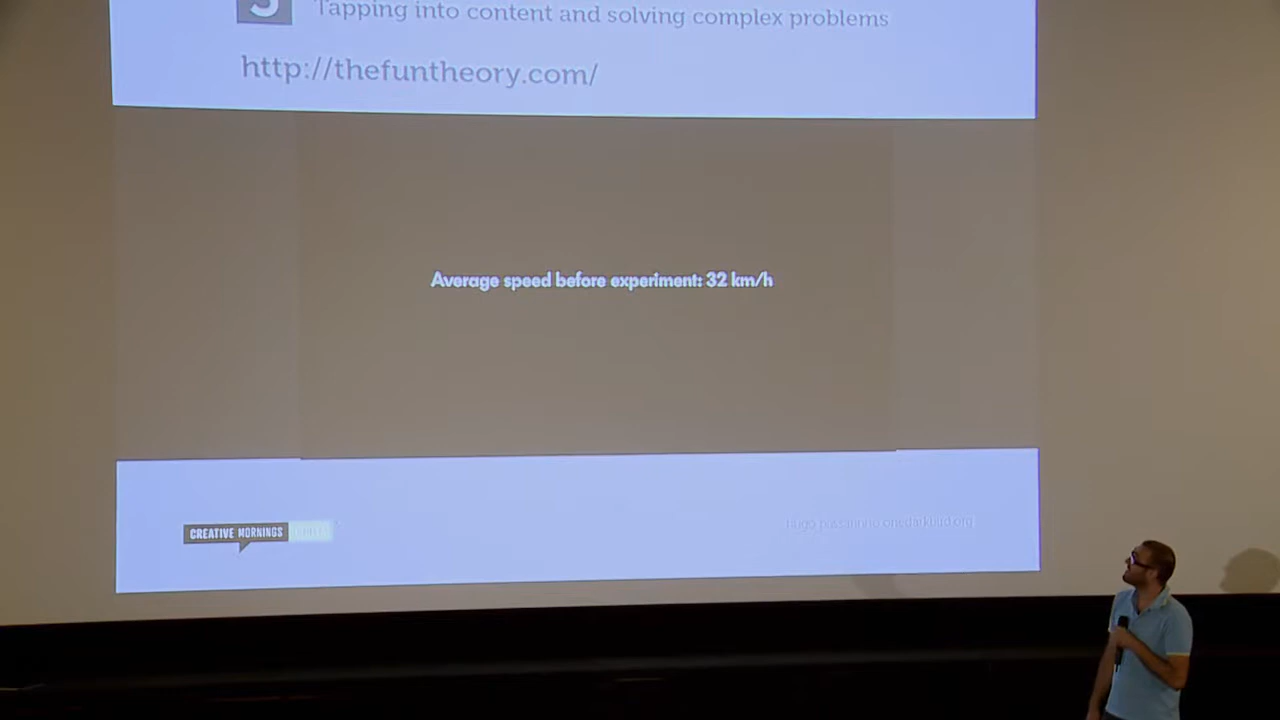 Tapping into content and solving complex problems
http://thefuntheory.com/
Average speed before experiment: 32 km/h
CREATIVE MORNINGS